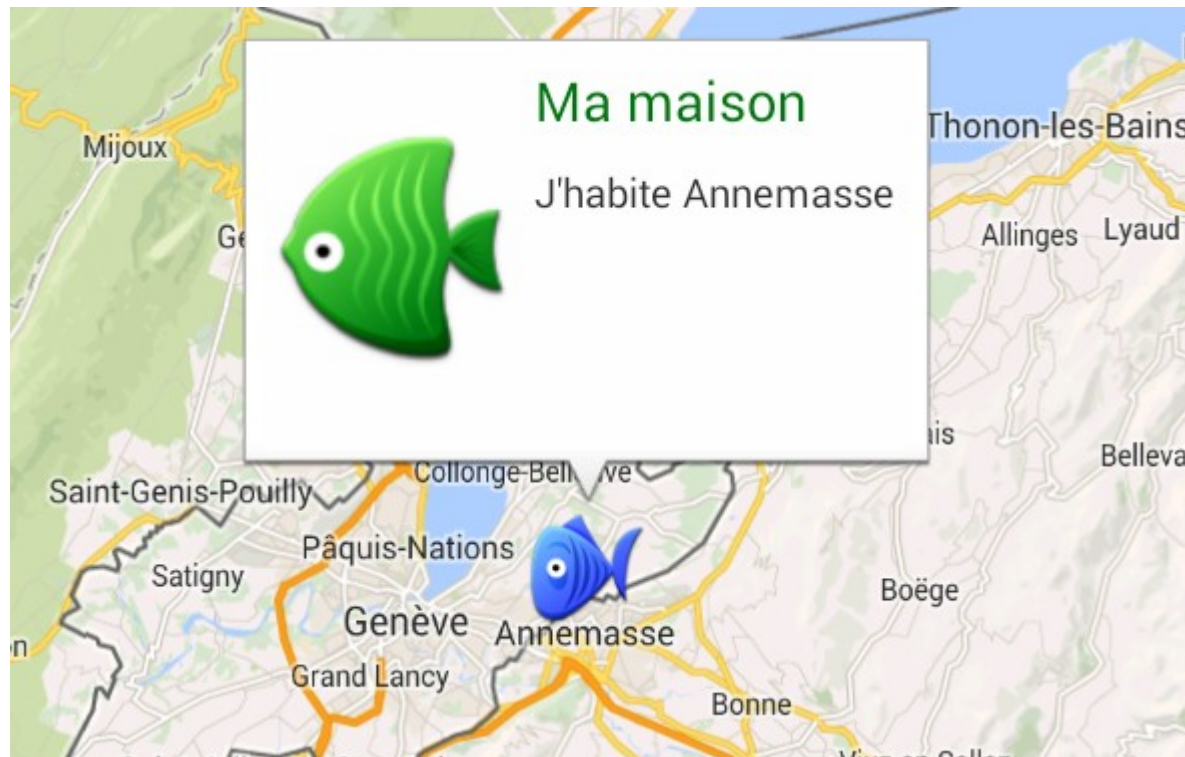 Ma maison
Thonon-les-Bains
Mijoux
J'habite Annemasse
Allinges
Lyaud
Saint-Genis-Pouilly
Pâquis-Nations
Satigny
Boëge
Genève
Annemasse
Grand Lancy
Bonne